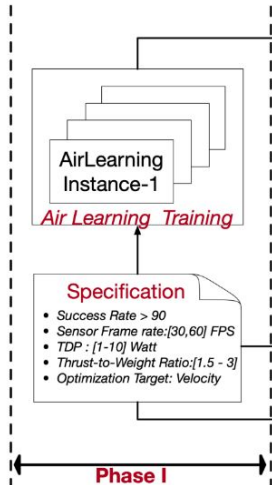 AirLearning
Instance-1
Air Learning Training
Specification
• Success Rate > 90
• Sensor Frame rate:[30,60] FPS
• TDP : [1-10] Watt
• Thrust-to-Weight Ratio:[1.5 - 3]
• Optimization Target: Velocity
Phase I